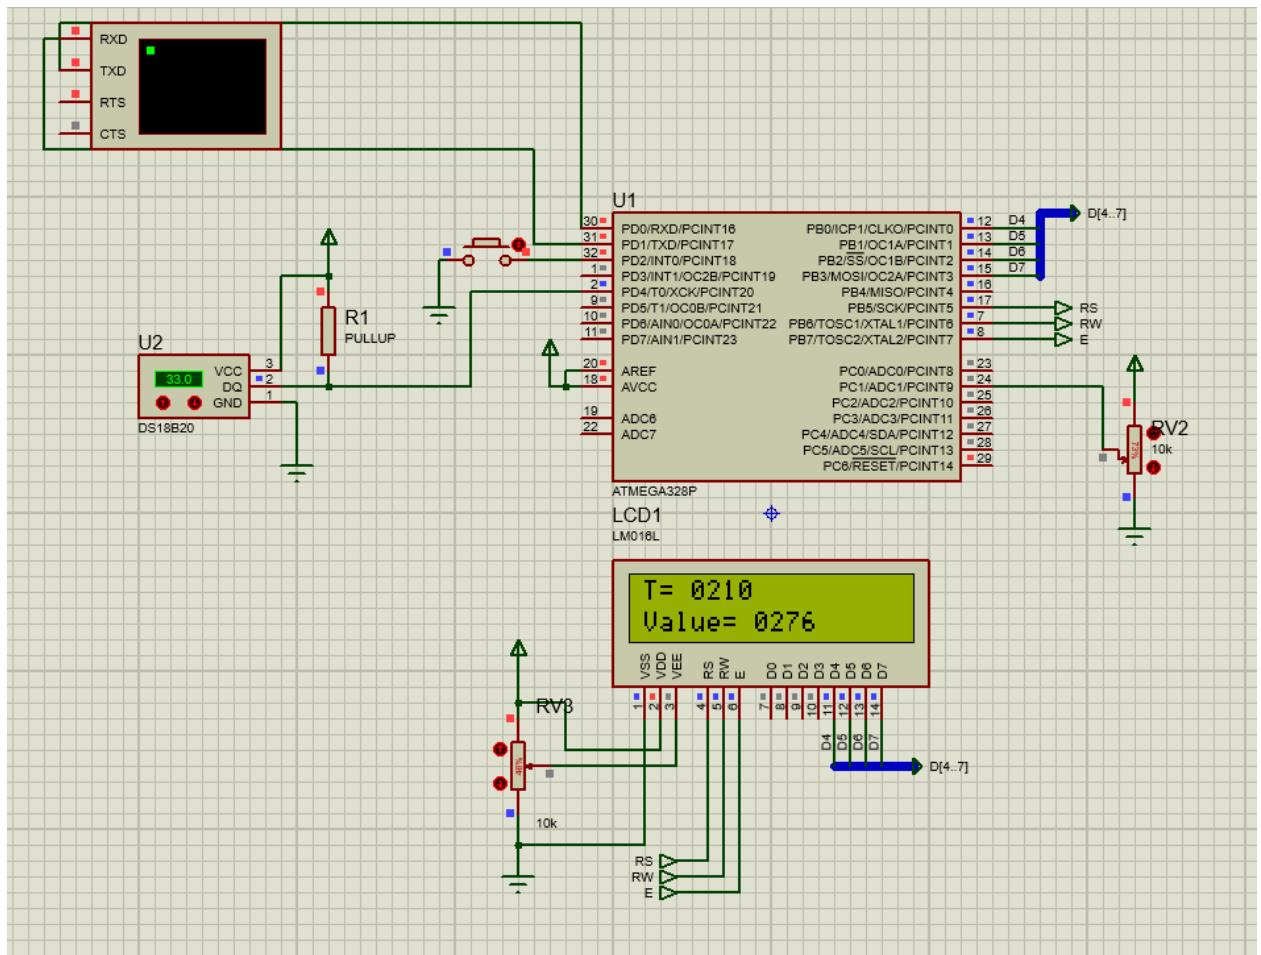 RXD
TXD
RTS
CTS
U1
30 PD0/RXD/PCINT16
31 PD1/TXD/PCINT17
32 PD2/INT0/PCINT18
1 PD3/INT1/OC2B/PCINT19
2 PD4/T0/XCK/PCINT20
9 PD5/T1/OC0B/PCINT21
10 PD6/AIN0/OC0A/PCINT22
11 PD7/AIN1/PCINT23
20 AREF
18 AVCC
19 ADC6
22 ADC7
PB0/ICP1/CLKO/PCINT0 12 D4
PB1/OC1A/PCINT1 13 D5
PB2/SS/OC1B/PCINT2 14 D6
PB3/MOSI/OC2A/PCINT3 15 D7
PB4/MISO/PCINT4 16
PB5/SCK/PCINT5 17 RS
PB6/TOSC1/XTAL1/PCINT6 7 RW
PB7/TOSC2/XTAL2/PCINT7 8 E
PC0/ADC0/PCINT8 23
PC1/ADC1/PCINT9 24
PC2/ADC2/PCINT10 25
PC3/ADC3/PCINT11 26
PC4/ADC4/SDA/PCINT12 27
PC5/ADC5/SCL/PCINT13 28
PC6/RESET/PCINT14 29
ATMEGA328P
D[4..7]
R1
PULLUP
U2
33.0
VCC 3
DQ 2
GND 1
DS18B20
RV2
10k
73%
LCD1
LM016L
T= 0210
Value= 0276
VSS VDD VEE RS RW E D0 D1 D2 D3 D4 D5 D6 D7
1 2 3 4 5 6 7 8 9 10 11 12 13 14
D4 D5 D6 D7
D[4..7]
RV3
10k
RS
RW
E